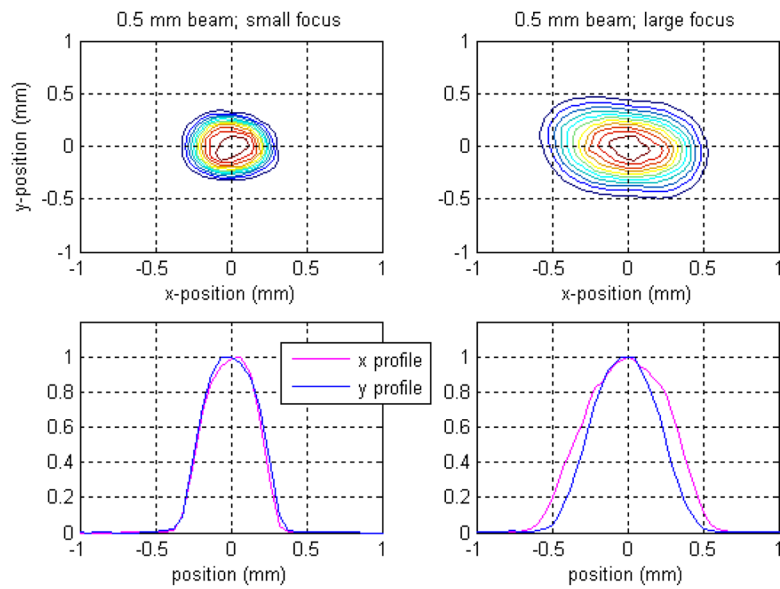 0.5 mm beam; small focus
0.5 mm beam; large focus
y-position (mm)
1
0.5
0
-0.5
-1
-1 -0.5 0 0.5 1
x-position (mm)
1
0.5
0
-0.5
-1
-1 -0.5 0 0.5 1
x-position (mm)
1
0.8
0.6
0.4
0.2
0
-1 -0.5 0 0.5 1
position (mm)
x profile
y profile
1
0.8
0.6
0.4
0.2
0
-1 -0.5 0 0.5 1
position (mm)